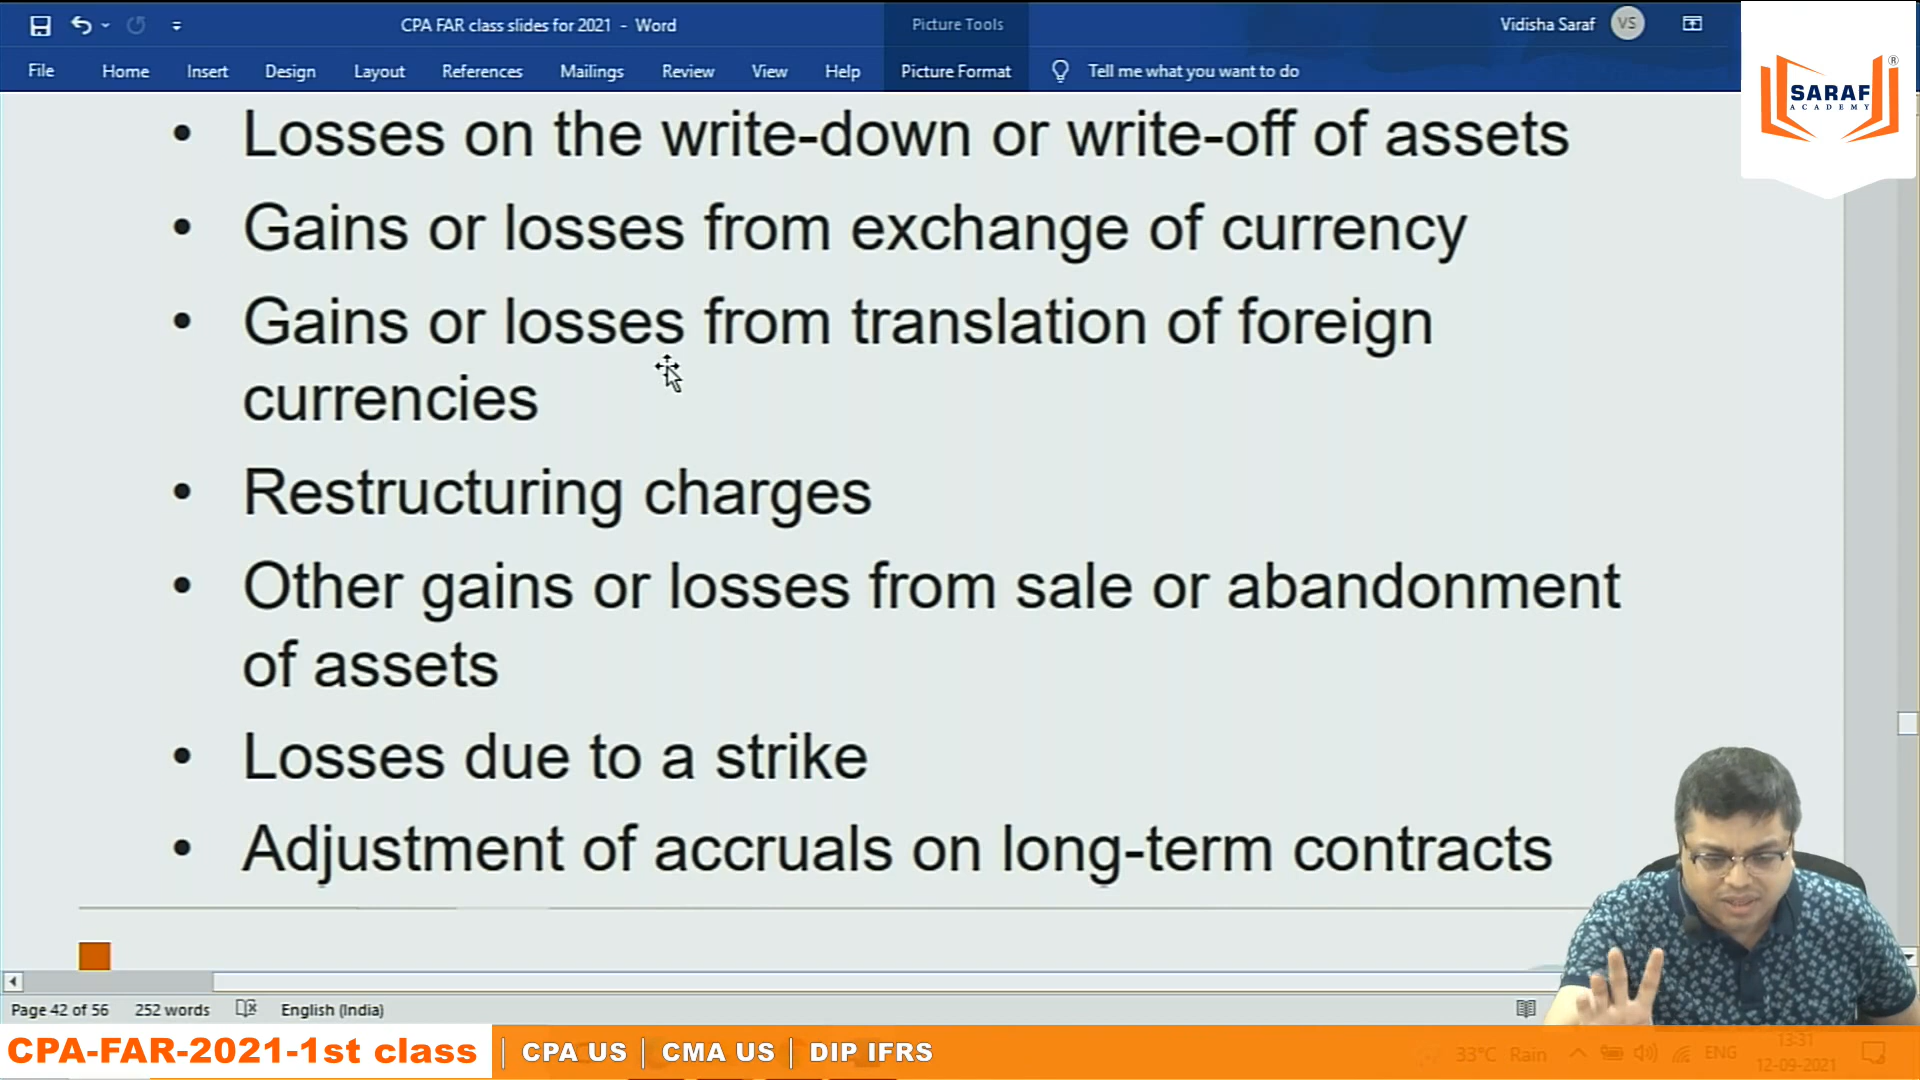 CPA FAR class slides for 2021 - Word
Picture Tools
Vidisha Saraf
VS
File
Home
Insert
Design
Layout
References
Mailings
Review
View
Help
Picture Format
Tell me what you want to do
SARAF
ACADEMY
®
• Losses on the write-down or write-off of assets
• Gains or losses from exchange of currency
• Gains or losses from translation of foreign
currencies
• Restructuring charges
• Other gains or losses from sale or abandonment
of assets
• Losses due to a strike
• Adjustment of accruals on long-term contracts
Page 42 of 56
252 words
English (India)
CPA-FAR-2021-1st class
| CPA US | CMA US | DIP IFRS
33°C Rain
ENG
13:31
12-09-2021